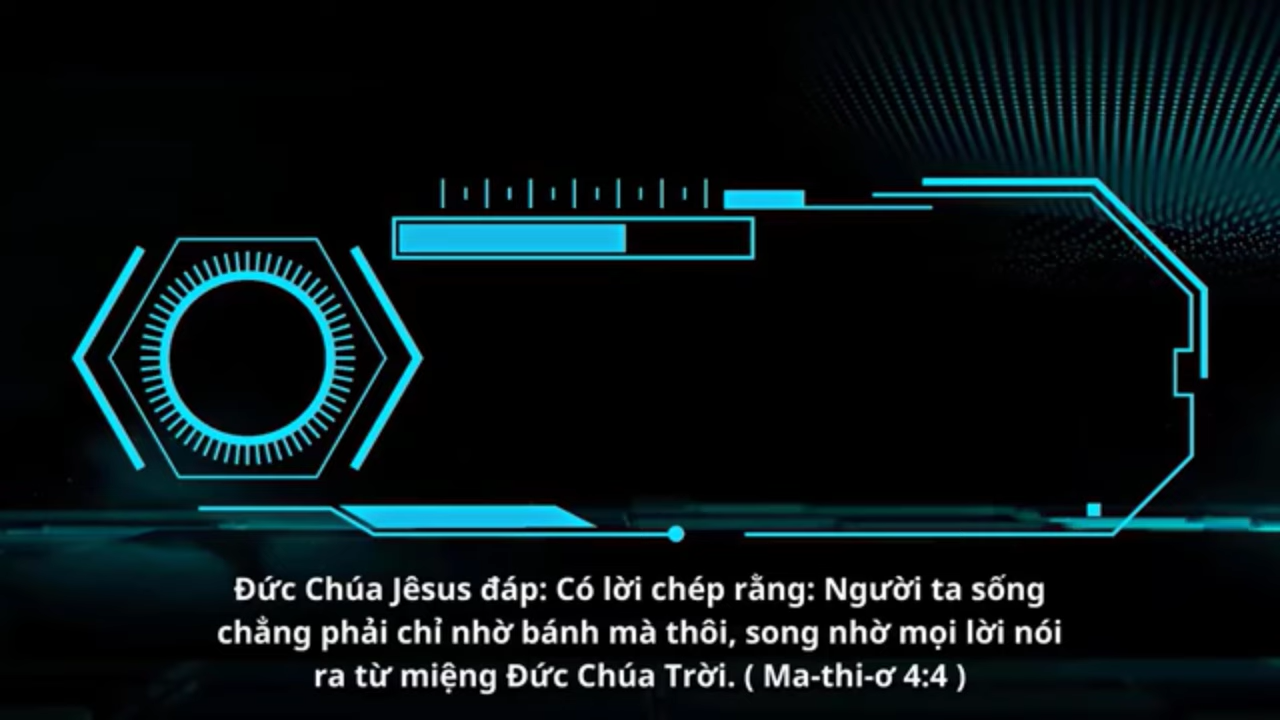 Đức Chúa Jêsus đáp: Có lời chép rằng: Người ta sống
chẳng phải chỉ nhờ bánh mà thôi, song nhờ mọi lời nói
ra từ miệng Đức Chúa Trời. ( Ma-thi-ơ 4:4 )